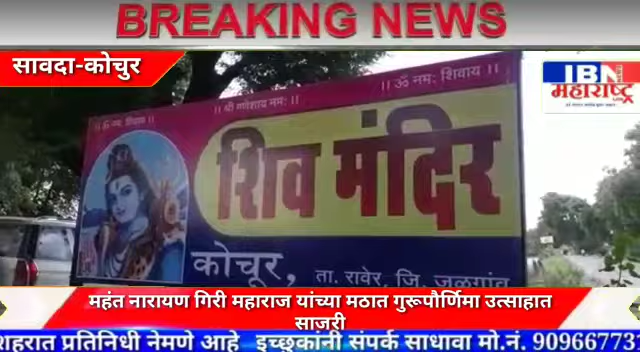 BREAKING NEWS
सावदा-कोचुर
IBN
महाराष्ट्र
|| ॐ नमः शिवाय ||
|| श्री गणेशाय नमः ||
|| ॐ नमः शिवाय ||
शिव मंदिर
कोचूर,
ता. रावेर, जि. जळगांव
महंत नारायण गिरी महाराज यांच्या मठात गुरूपौर्णिमा उत्साहात
साजरी
शहरात प्रतिनिधी नेमणे आहे इच्छुकांनी संपर्क साधावा मो.नं. 90966773